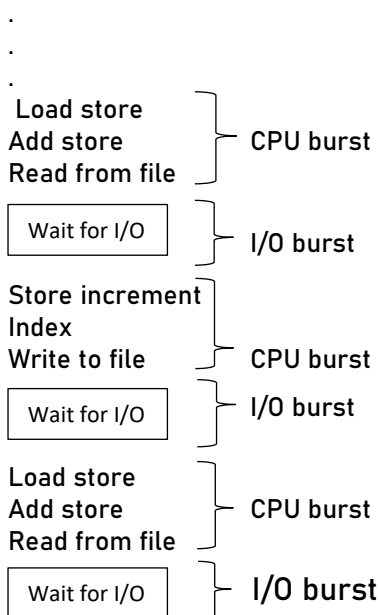 .
.
.
Load store
Add store CPU burst
Read from file
Wait for I/O
I/O burst
Store increment
Index
Write to file CPU burst
Wait for I/O I/O burst
Load store
Add store CPU burst
Read from file
Wait for I/O I/O burst